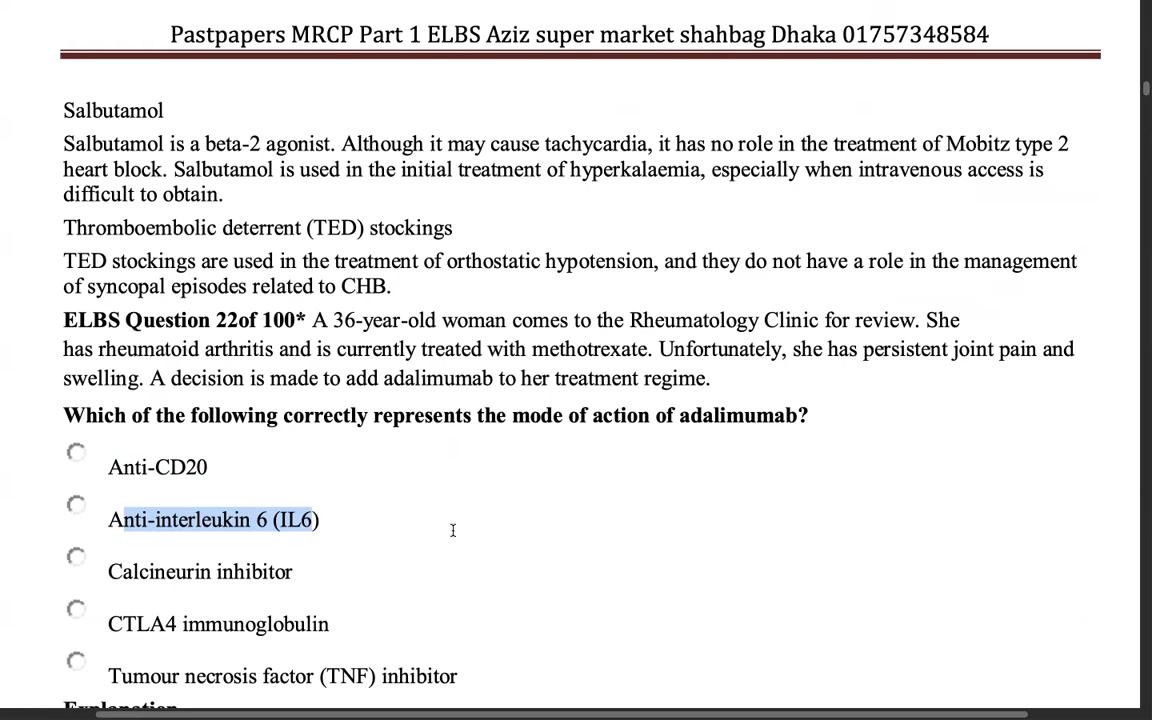 Pastpapers MRCP Part 1 ELBS Aziz super market shahbag Dhaka 01757348584
Salbutamol
Salbutamol is a beta-2 agonist. Although it may cause tachycardia, it has no role in the treatment of Mobitz type 2
heart block. Salbutamol is used in the initial treatment of hyperkalaemia, especially when intravenous access is
difficult to obtain.
Thromboembolic deterrent (TED) stockings
TED stockings are used in the treatment of orthostatic hypotension, and they do not have a role in the management
of syncopal episodes related to CHB.
ELBS Question 22of 100* A 36-year-old woman comes to the Rheumatology Clinic for review. She
has rheumatoid arthritis and is currently treated with methotrexate. Unfortunately, she has persistent joint pain and
swelling. A decision is made to add adalimumab to her treatment regime.
Which of the following correctly represents the mode of action of adalimumab?
Anti-CD20
Anti-interleukin 6 (IL6)
Calcineurin inhibitor
CTLA4 immunoglobulin
Tumour necrosis factor (TNF) inhibitor
Explanation